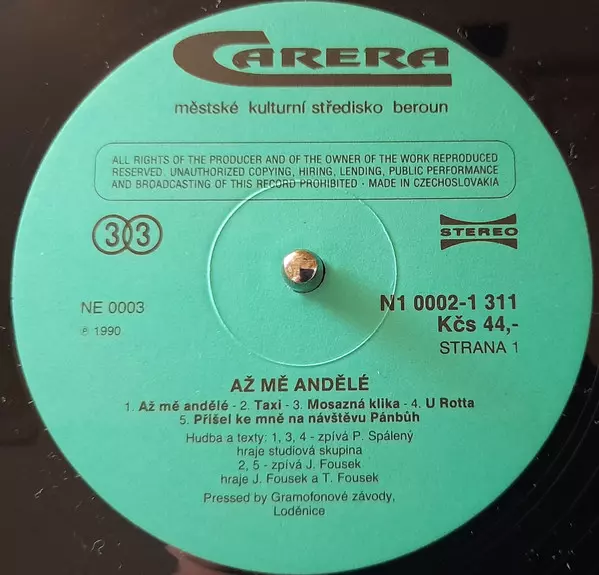 CARERA
městské kulturní středisko beroun
ALL RIGHTS OF THE PRODUCER AND OF THE OWNER OF THE WORK REPRODUCED
RESERVED. UNAUTHORIZED COPYING, HIRING, LENDING, PUBLIC PERFORMANCE
AND BROADCASTING OF THIS RECORD PROHIBITED · MADE IN CZECHOSLOVAKIA
33
STEREO
NE 0003
℗ 1990
N1 0002-1 311
Kčs 44,-
STRANA 1
AŽ MĚ ANDĚLÉ
1. Až mé andělé - 2. Taxi - 3. Mosazná klika - 4. U Rotta
5. Přišel ke mně na návštěvu Pánbůh
Hudba a texty: 1, 3, 4 - zpívá P. Spálený
hraje studiová skupina
2, 5 - zpívá J. Fousek
hraje J. Fousek a T. Fousek
Pressed by Gramofonové závody,
Loděnice